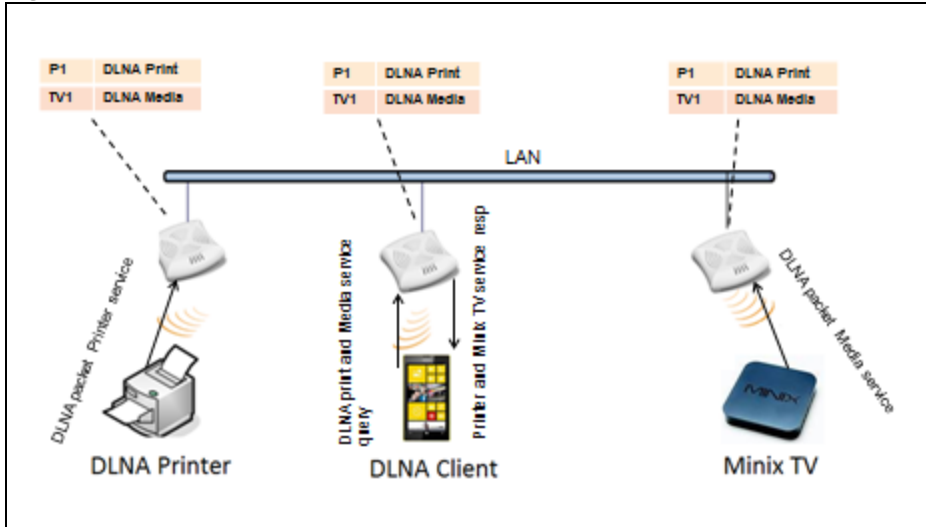 P1 DLNA Print
TV1 DLNA Media
P1 DLNA Print
TV1 DLNA Media
P1 DLNA Print
TV1 DLNA Media
LAN
DLNA packet Printer service
DLNA print and Media service
query
Printer and Minix TV service resp
DLNA packet Media service
MINIX
DLNA Printer
DLNA Client
Minix TV